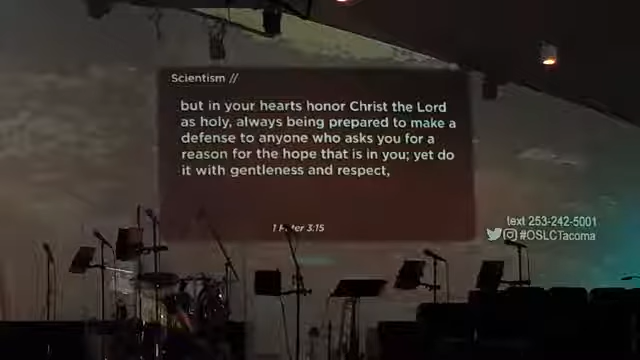 Scientism //
but in your hearts honor Christ the Lord
as holy, always being prepared to make a
defense to anyone who asks you for a
reason for the hope that is in you; yet do
it with gentleness and respect,
1 Peter 3:15
text 253-242-5001
#OSLCTacoma